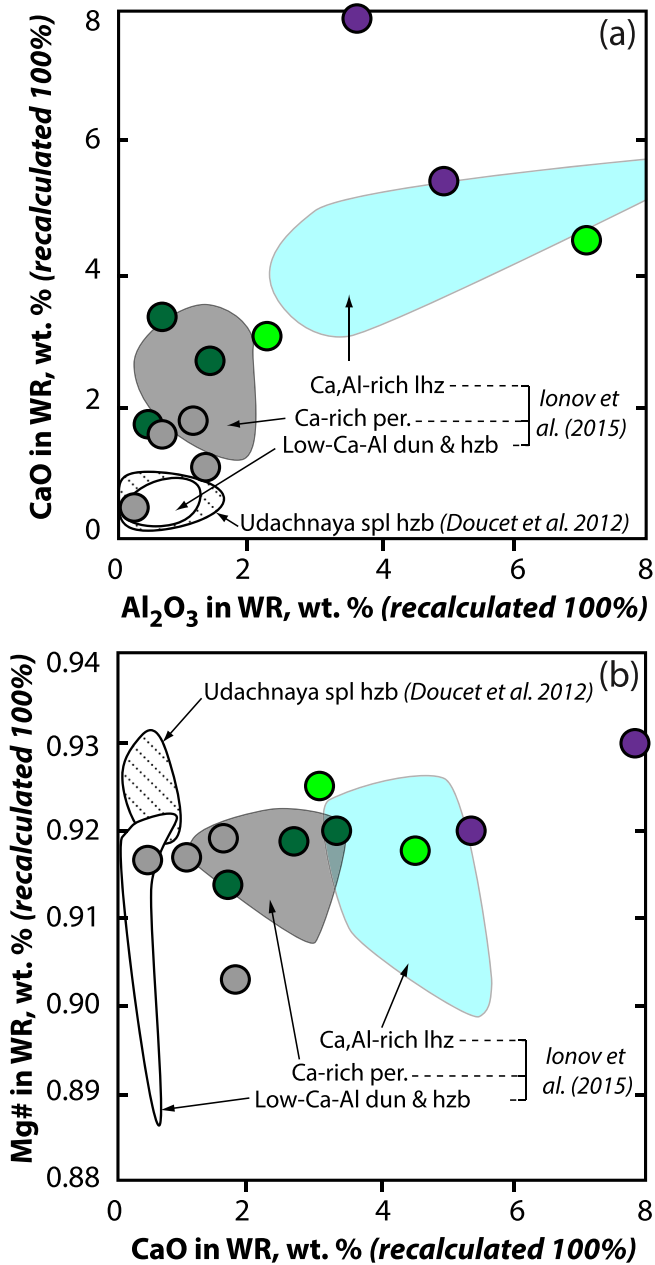 (a)
CaO in WR, wt. % (recalculated 100%)
8
6
4
2
0
Ca,Al-rich lhz
Ca-rich per.
Low-Ca-Al dun & hzb
Ionov et
al. (2015)
Udachnaya spl hzb (Doucet et al. 2012)
0 2 4 6 8
Al2O3 in WR, wt. % (recalculated 100%)
(b)
Mg# in WR, wt. % (recalculated 100%)
0.94
0.93
0.92
0.91
0.90
0.89
0.88
Udachnaya spl hzb (Doucet et al. 2012)
Ca,Al-rich lhz
Ca-rich per.
Low-Ca-Al dun & hzb
Ionov et
al. (2015)
0 2 4 6 8
CaO in WR, wt. % (recalculated 100%)